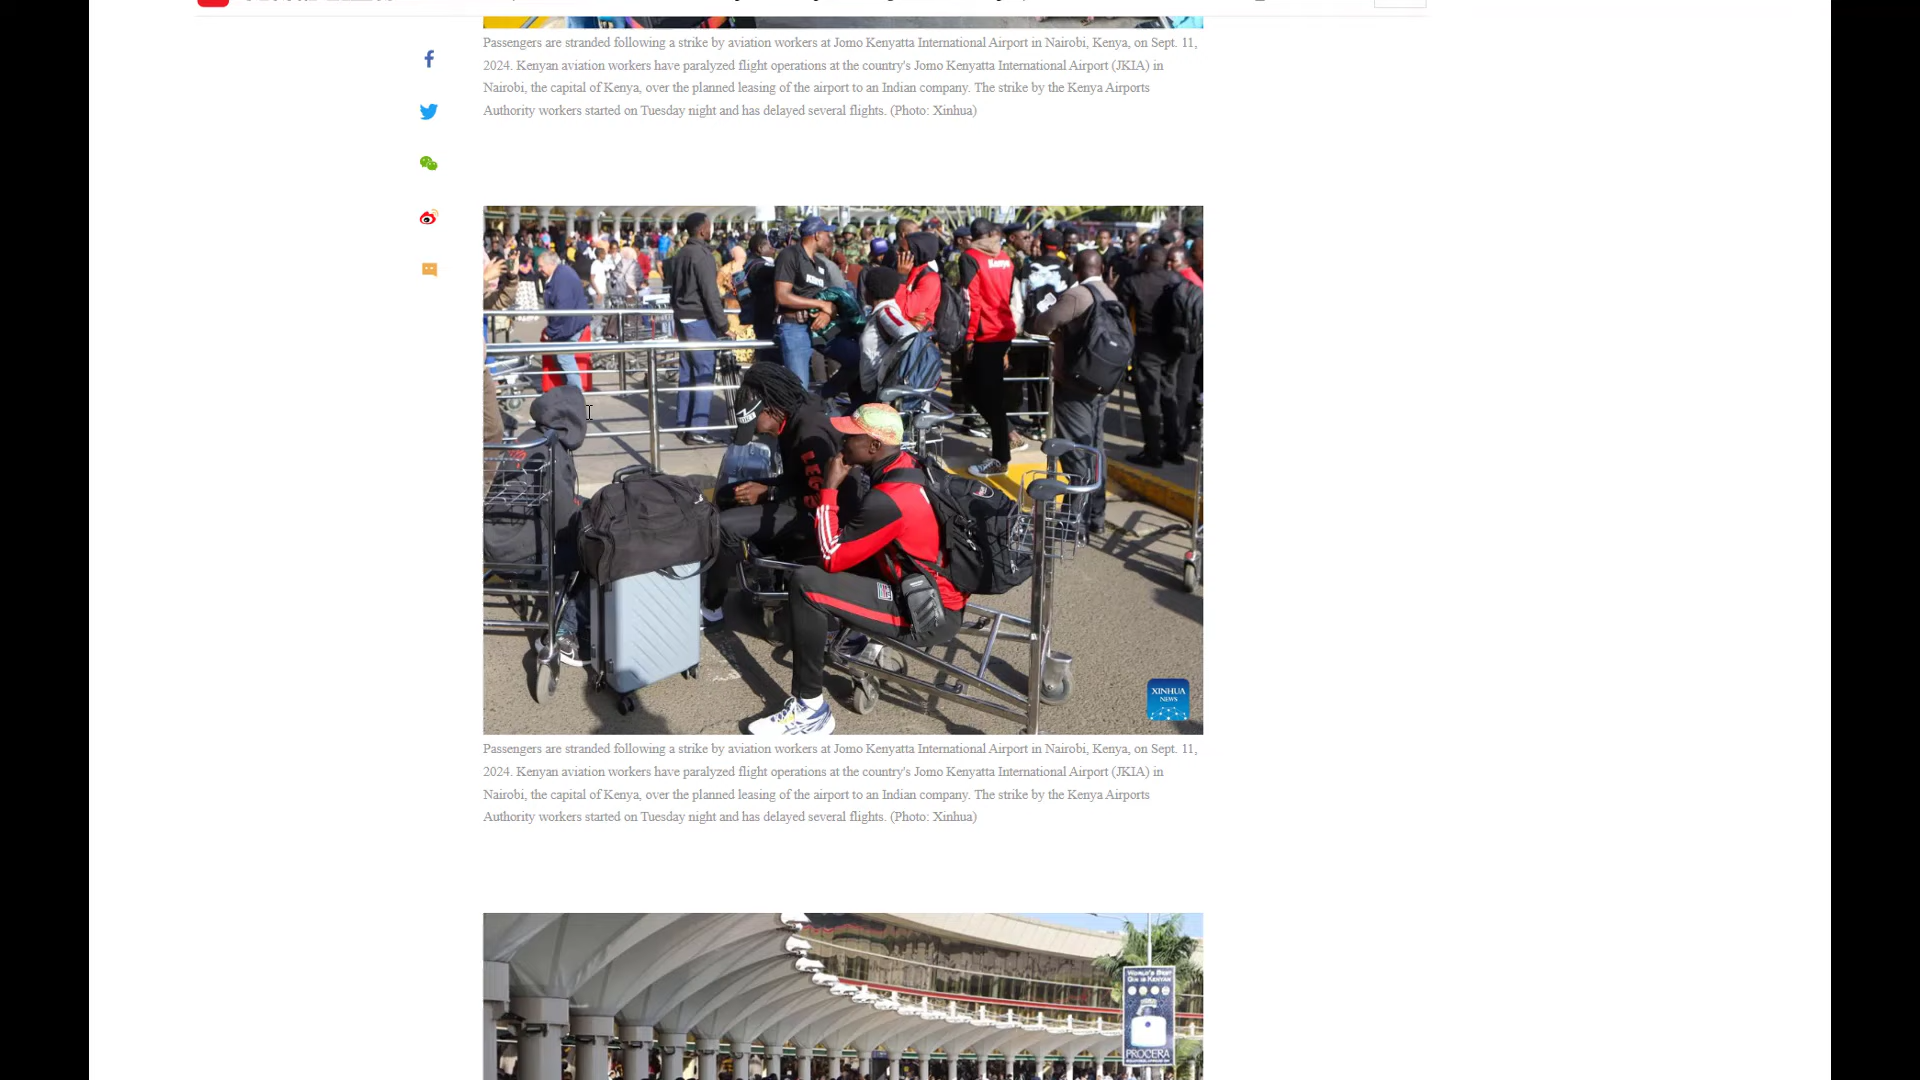 Passengers are stranded following a strike by aviation workers at Jomo Kenyatta International Airport in Nairobi, Kenya, on Sept. 11,
2024. Kenyan aviation workers have paralyzed flight operations at the country's Jomo Kenyatta International Airport (JKIA) in
Nairobi, the capital of Kenya, over the planned leasing of the airport to an Indian company. The strike by the Kenya Airports
Authority workers started on Tuesday night and has delayed several flights. (Photo: Xinhua)
Kenya
XINHUA
NEWS
Passengers are stranded following a strike by aviation workers at Jomo Kenyatta International Airport in Nairobi, Kenya, on Sept. 11,
2024. Kenyan aviation workers have paralyzed flight operations at the country's Jomo Kenyatta International Airport (JKIA) in
Nairobi, the capital of Kenya, over the planned leasing of the airport to an Indian company. The strike by the Kenya Airports
Authority workers started on Tuesday night and has delayed several flights. (Photo: Xinhua)
WORLD'S BEST
GIN IS KENYAN
PROCERA